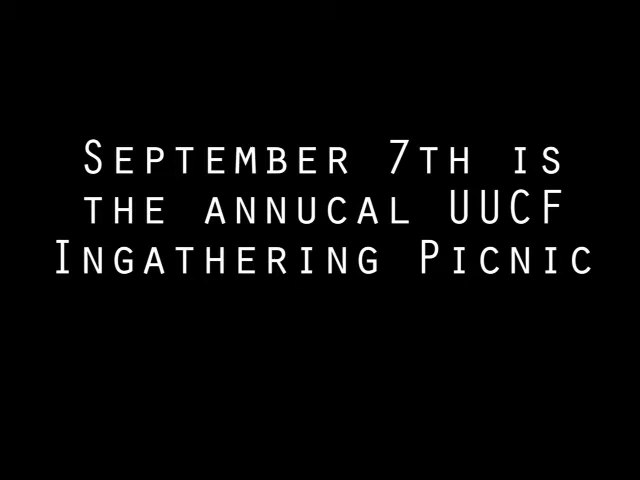 September 7th is
the annucal UUCF
Ingathering Picnic